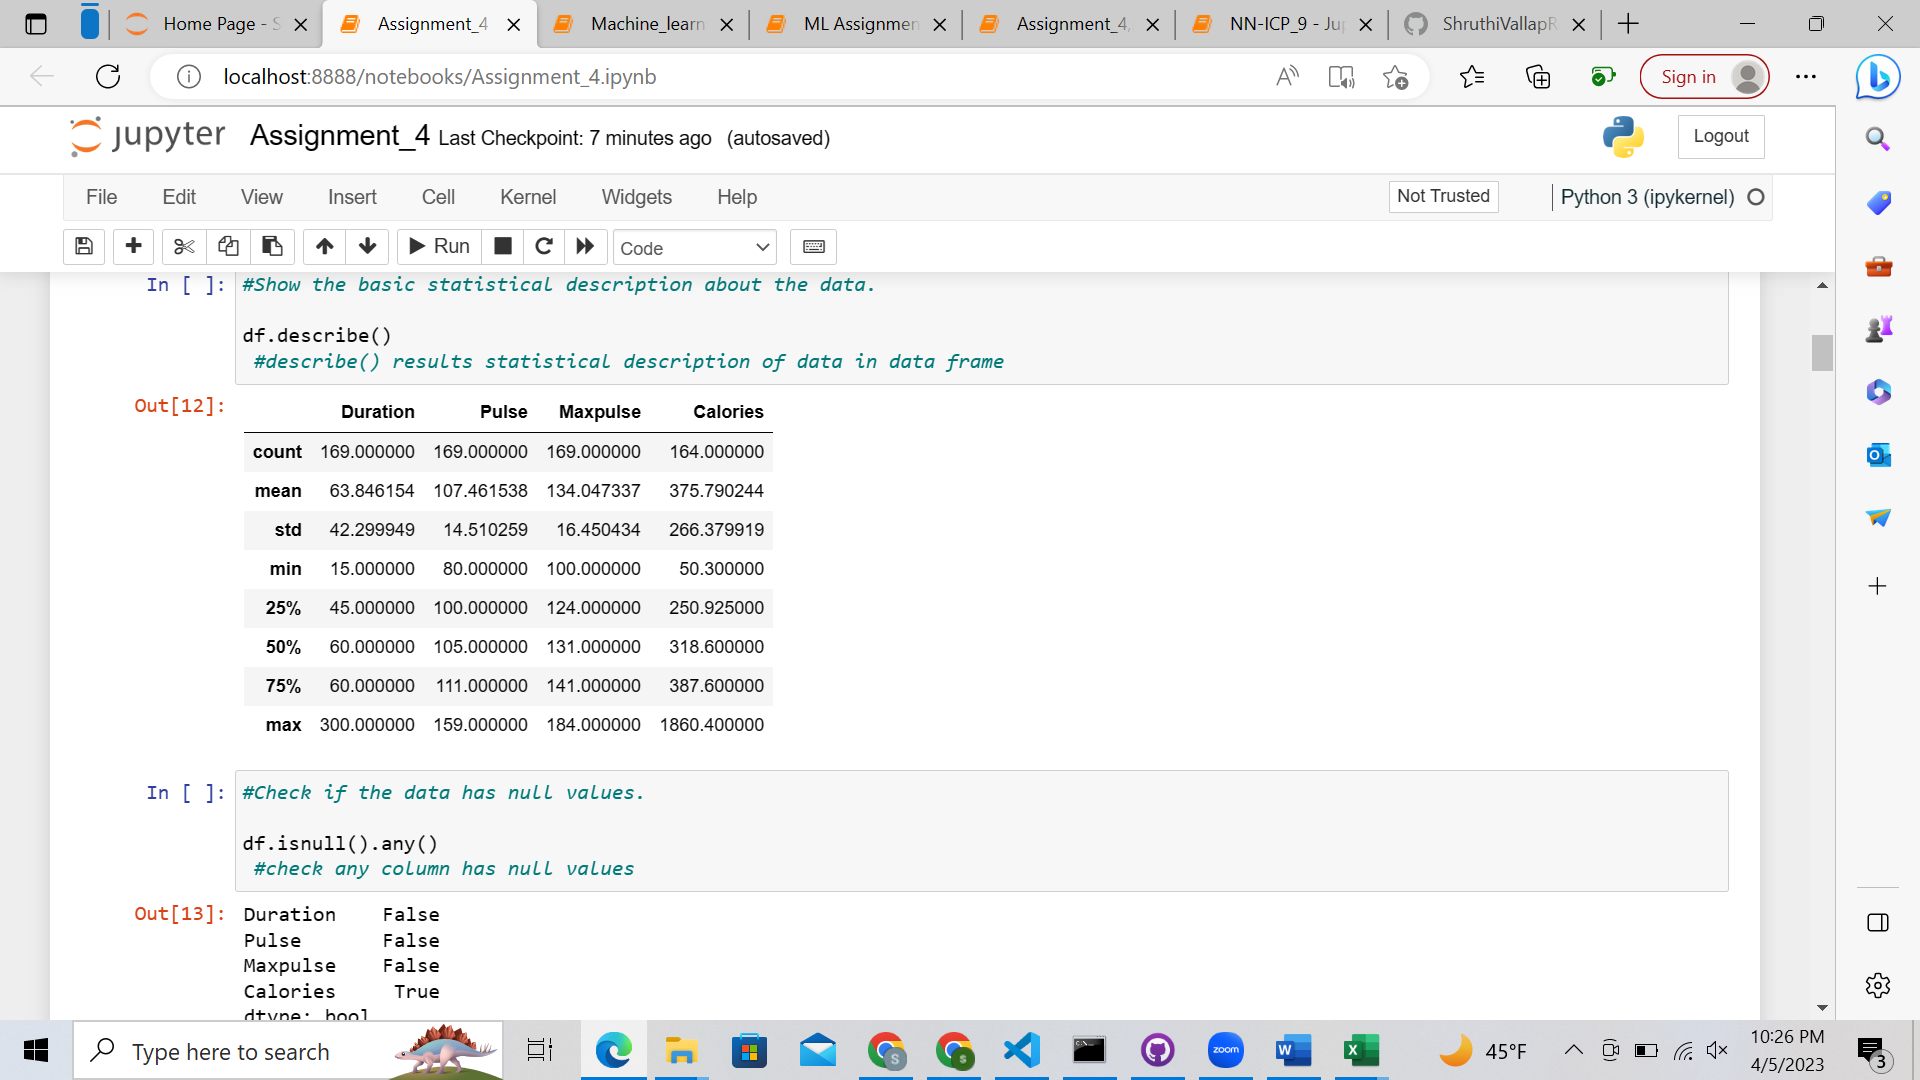 Home Page - S
Assignment_4
Machine_learn
ML Assignmen
Assignment_4
NN-ICP_9 - Ju
ShruthiVallapR
localhost:8888/notebooks/Assignment_4.ipynb
Sign in
jupyter Assignment_4 Last Checkpoint: 7 minutes ago (autosaved)
Logout
File Edit View Insert Cell Kernel Widgets Help
Not Trusted
Python 3 (ipykernel)
Run
Code
In [ ]: #Show the basic statistical description about the data.
df.describe()
#describe() results statistical description of data in data frame
Out[12]:
Duration Pulse Maxpulse Calories
count 169.000000 169.000000 169.000000 164.000000
mean 63.846154 107.461538 134.047337 375.790244
std 42.299949 14.510259 16.450434 266.379919
min 15.000000 80.000000 100.000000 50.300000
25% 45.000000 100.000000 124.000000 250.925000
50% 60.000000 105.000000 131.000000 318.600000
75% 60.000000 111.000000 141.000000 387.600000
max 300.000000 159.000000 184.000000 1860.400000
In [ ]: #Check if the data has null values.
df.isnull().any()
#check any column has null values
Out[13]: Duration False
Pulse False
Maxpulse False
Calories True
dtype: bool
Type here to search
S
s
zoom
W
X
45°F
10:26 PM
4/5/2023
3